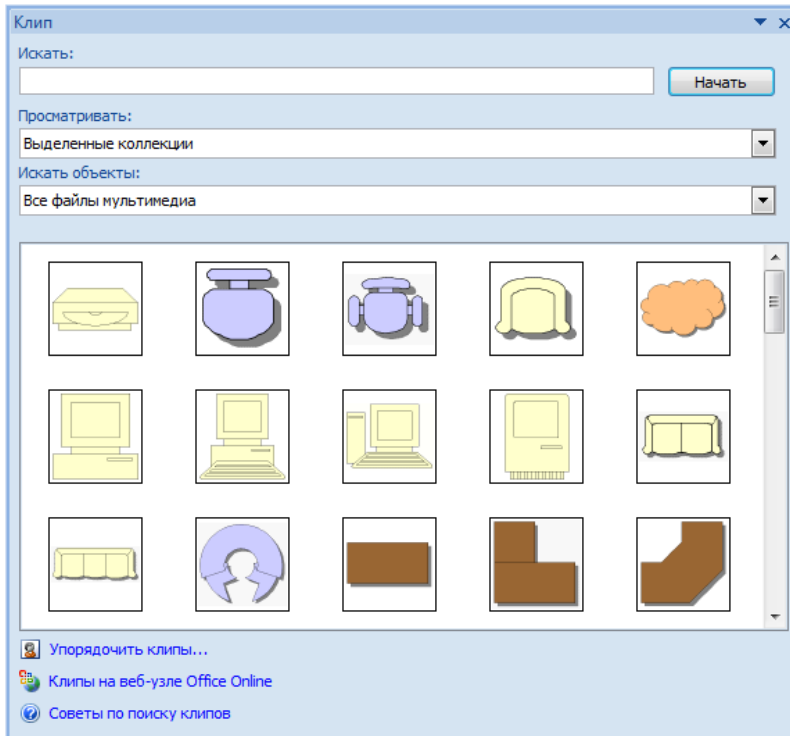 Клип
Искать:
Начать
Просматривать:
Выделенные коллекции
Искать объекты:
Все файлы мультимедиа
Упорядочить клипы...
Клипы на веб-узле Office Online
Советы по поиску клипов